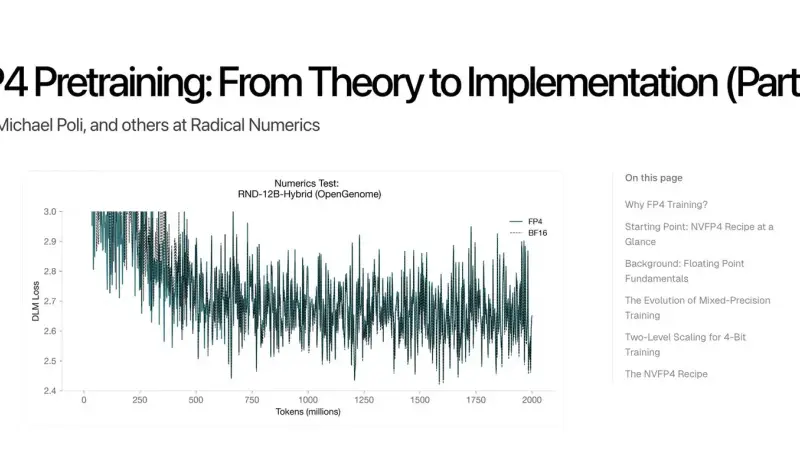 P4 Pretraining: From Theory to Implementation (Part
Michael Poli, and others at Radical Numerics
Numerics Test:
RND-12B-Hybrid (OpenGenome)
FP4
BF16
3.0
2.9
2.8
2.7
2.6
2.5
2.4
DLM Loss
0
250
500
750
1000
1250
1500
1750
2000
Tokens (millions)
On this page
Why FP4 Training?
Starting Point: NVFP4 Recipe at a
Glance
Background: Floating Point
Fundamentals
The Evolution of Mixed-Precision
Training
Two-Level Scaling for 4-Bit
Training
The NVFP4 Recipe